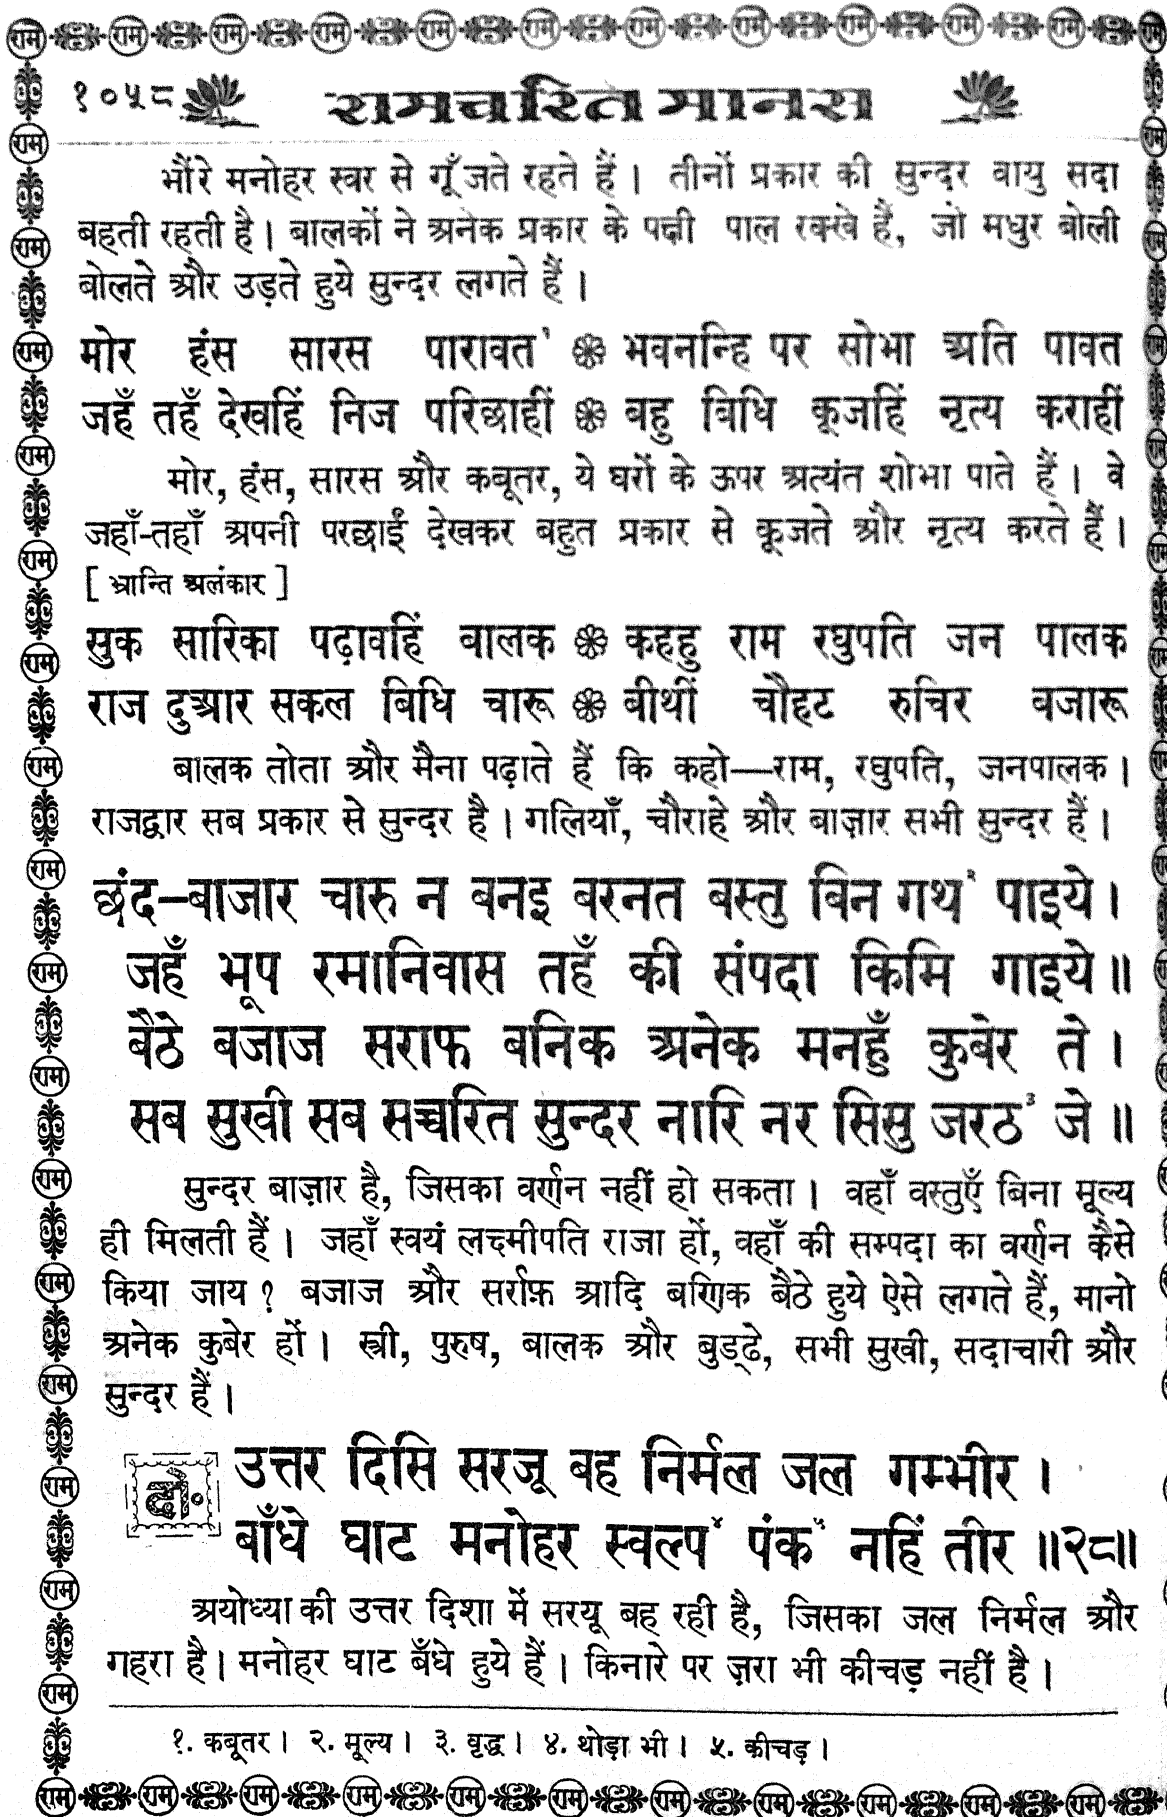 १०५८ रामचरितमानस
भौंरे मनोहर स्वर से गूँजते रहते हैं। तीनों प्रकार की सुन्दर वायु सदा
बहती रहती है। बालकों ने अनेक प्रकार के पक्षी पाल रक्खे हैं, जो मधुर बोली
बोलते और उड़ते हुये सुन्दर लगते हैं।
मोर हंस सारस पारावत१ ❁ भवनन्हि पर सोभा अति पावत
जहँ तहँ देखहिं निज परिछाहीं ❁ बहु बिधि कूजहिं नृत्य कराहीं
मोर, हंस, सारस और कबूतर, ये घरों के ऊपर अत्यंत शोभा पाते हैं। वे
जहाँ-तहाँ अपनी परछाईं देखकर बहुत प्रकार से कूजते और नृत्य करते हैं।
[ भ्रान्ति अलंकार ]
सुक सारिका पढ़ावहिं बालक ❁ कहहु राम रघुपति जन पालक
राज दुआर सकल बिधि चारू ❁ बीथीं चौहट रुचिर बजारू
बालक तोता और मैना पढ़ाते हैं कि कहो—राम, रघुपति, जनपालक।
राजद्वार सब प्रकार से सुन्दर है। गलियाँ, चौराहे और बाज़ार सभी सुन्दर हैं।
छंद–बाजार चारु न बनइ बरनत बस्तु बिन गथ२ पाइये।
जहँ भूप रमानिवास तहँ की संपदा किमि गाइये॥
बैठे बजाज सराफ बनिक अनेक मनहुँ कुबेर ते।
सब सुखी सब सच्चरित सुन्दर नारि नर सिसु जरठ३ जे॥
सुन्दर बाज़ार है, जिसका वर्णन नहीं हो सकता। वहाँ वस्तुएँ बिना मूल्य
ही मिलती हैं। जहाँ स्वयं लक्ष्मीपति राजा हों, वहाँ की सम्पदा का वर्णन कैसे
किया जाय? बजाज और सर्राफ़ आदि बणिक बैठे हुये ऐसे लगते हैं, मानो
अनेक कुबेर हों। स्त्री, पुरुष, बालक और बुड्ढे, सभी सुखी, सदाचारी और
सुन्दर हैं।
दो. उत्तर दिसि सरजू बह निर्मल जल गम्भीर।
बाँधे घाट मनोहर स्वल्प४ पंक५ नहिं तीर॥२८॥
अयोध्या की उत्तर दिशा में सरयू बह रही है, जिसका जल निर्मल और
गहरा है। मनोहर घाट बँधे हुये हैं। किनारे पर ज़रा भी कीचड़ नहीं है।
१. कबूतर। २. मूल्य। ३. वृद्ध। ४. थोड़ा भी। ५. कीचड़।